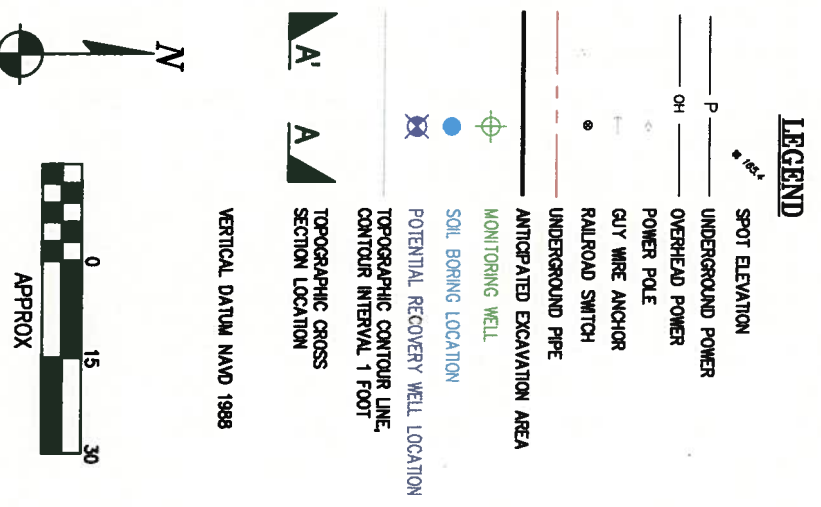 LEGEND
165.4 SPOT ELEVATION
P UNDERGROUND POWER
OH OVERHEAD POWER
POWER POLE
GUY WIRE ANCHOR
RAILROAD SWITCH
UNDERGROUND PIPE
ANTICIPATED EXCAVATION AREA
MONITORING WELL
SOIL BORING LOCATION
POTENTIAL RECOVERY WELL LOCATION
TOPOGRAPHIC CONTOUR LINE,
CONTOUR INTERVAL 1 FOOT
A' A TOPOGRAPHIC CROSS
SECTION LOCATION
VERTICAL DATUM NAVD 1988
N
0 15 30
APPROX